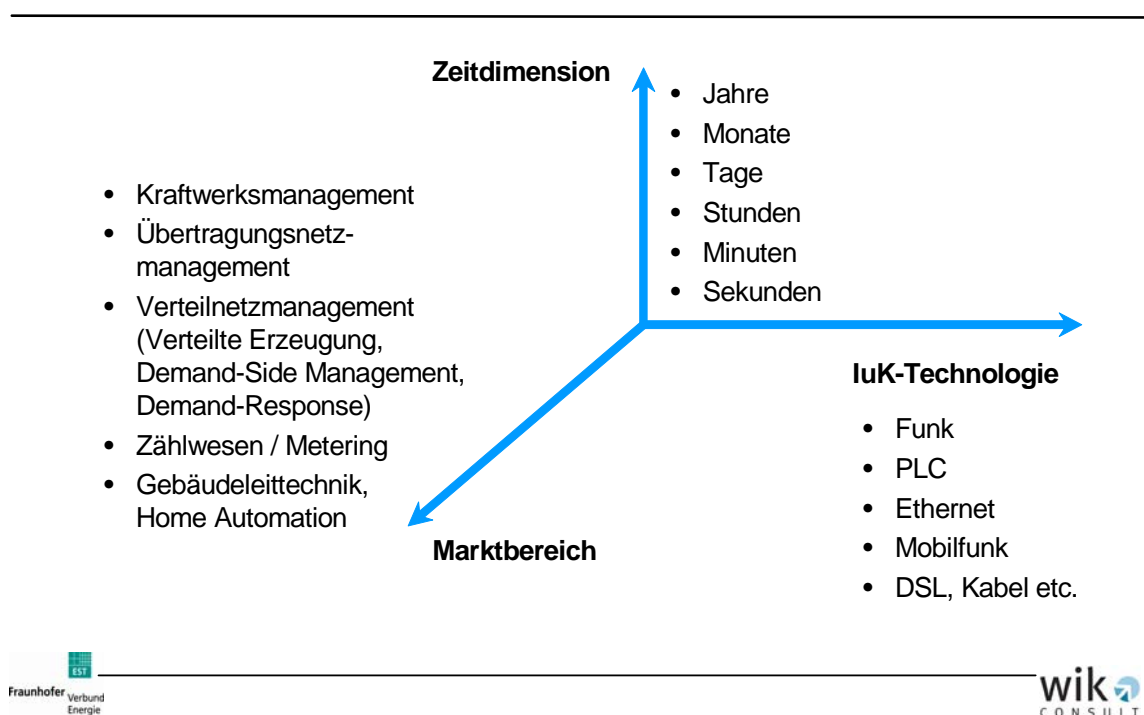 Zeitdimension
• Jahre
• Monate
• Tage
• Stunden
• Minuten
• Sekunden
• Kraftwerksmanagement
• Übertragungsnetz-
management
• Verteilnetzmanagement
(Verteilte Erzeugung,
Demand-Side Management,
Demand-Response)
• Zählwesen / Metering
• Gebäudeleittechnik,
Home Automation
Marktbereich
IuK-Technologie
• Funk
• PLC
• Ethernet
• Mobilfunk
• DSL, Kabel etc.
EST
Fraunhofer Verbund
Energie
wik
CONSULT